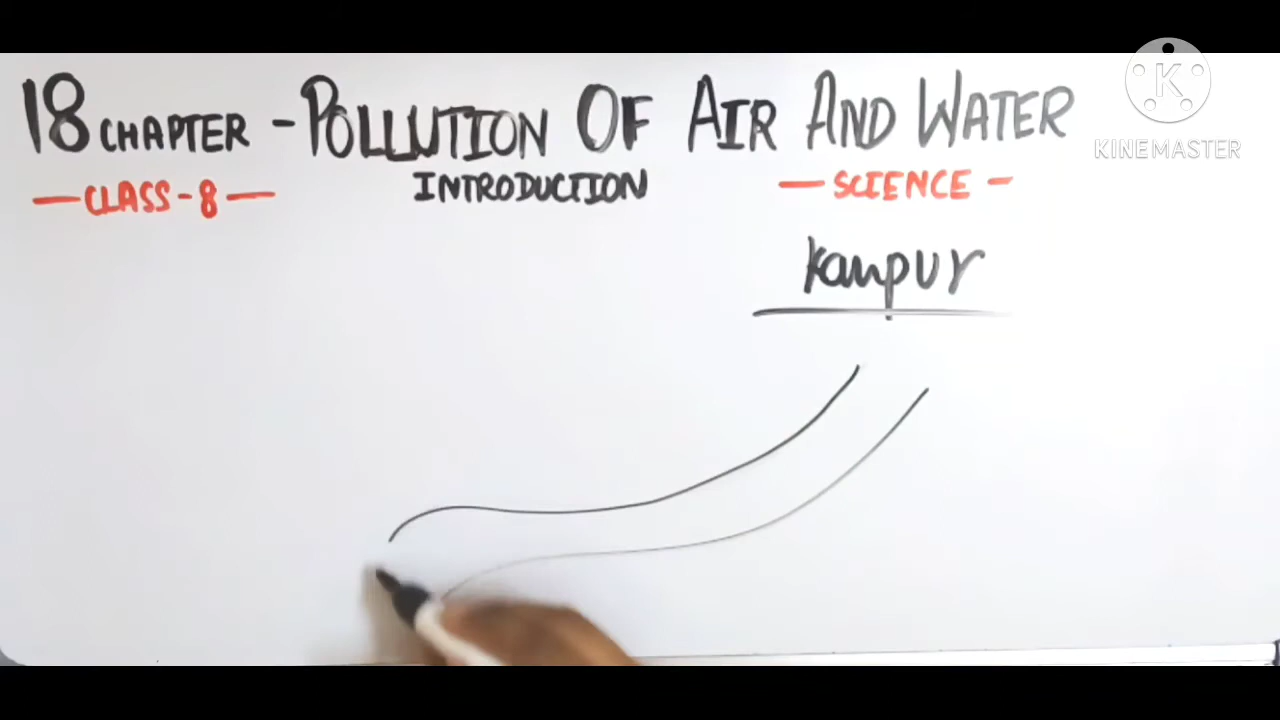 18 CHAPTER - POLLUTION OF AIR AND WATER
— CLASS - 8 — INTRODUCTION — SCIENCE -
Kanpur
K
KINEMASTER